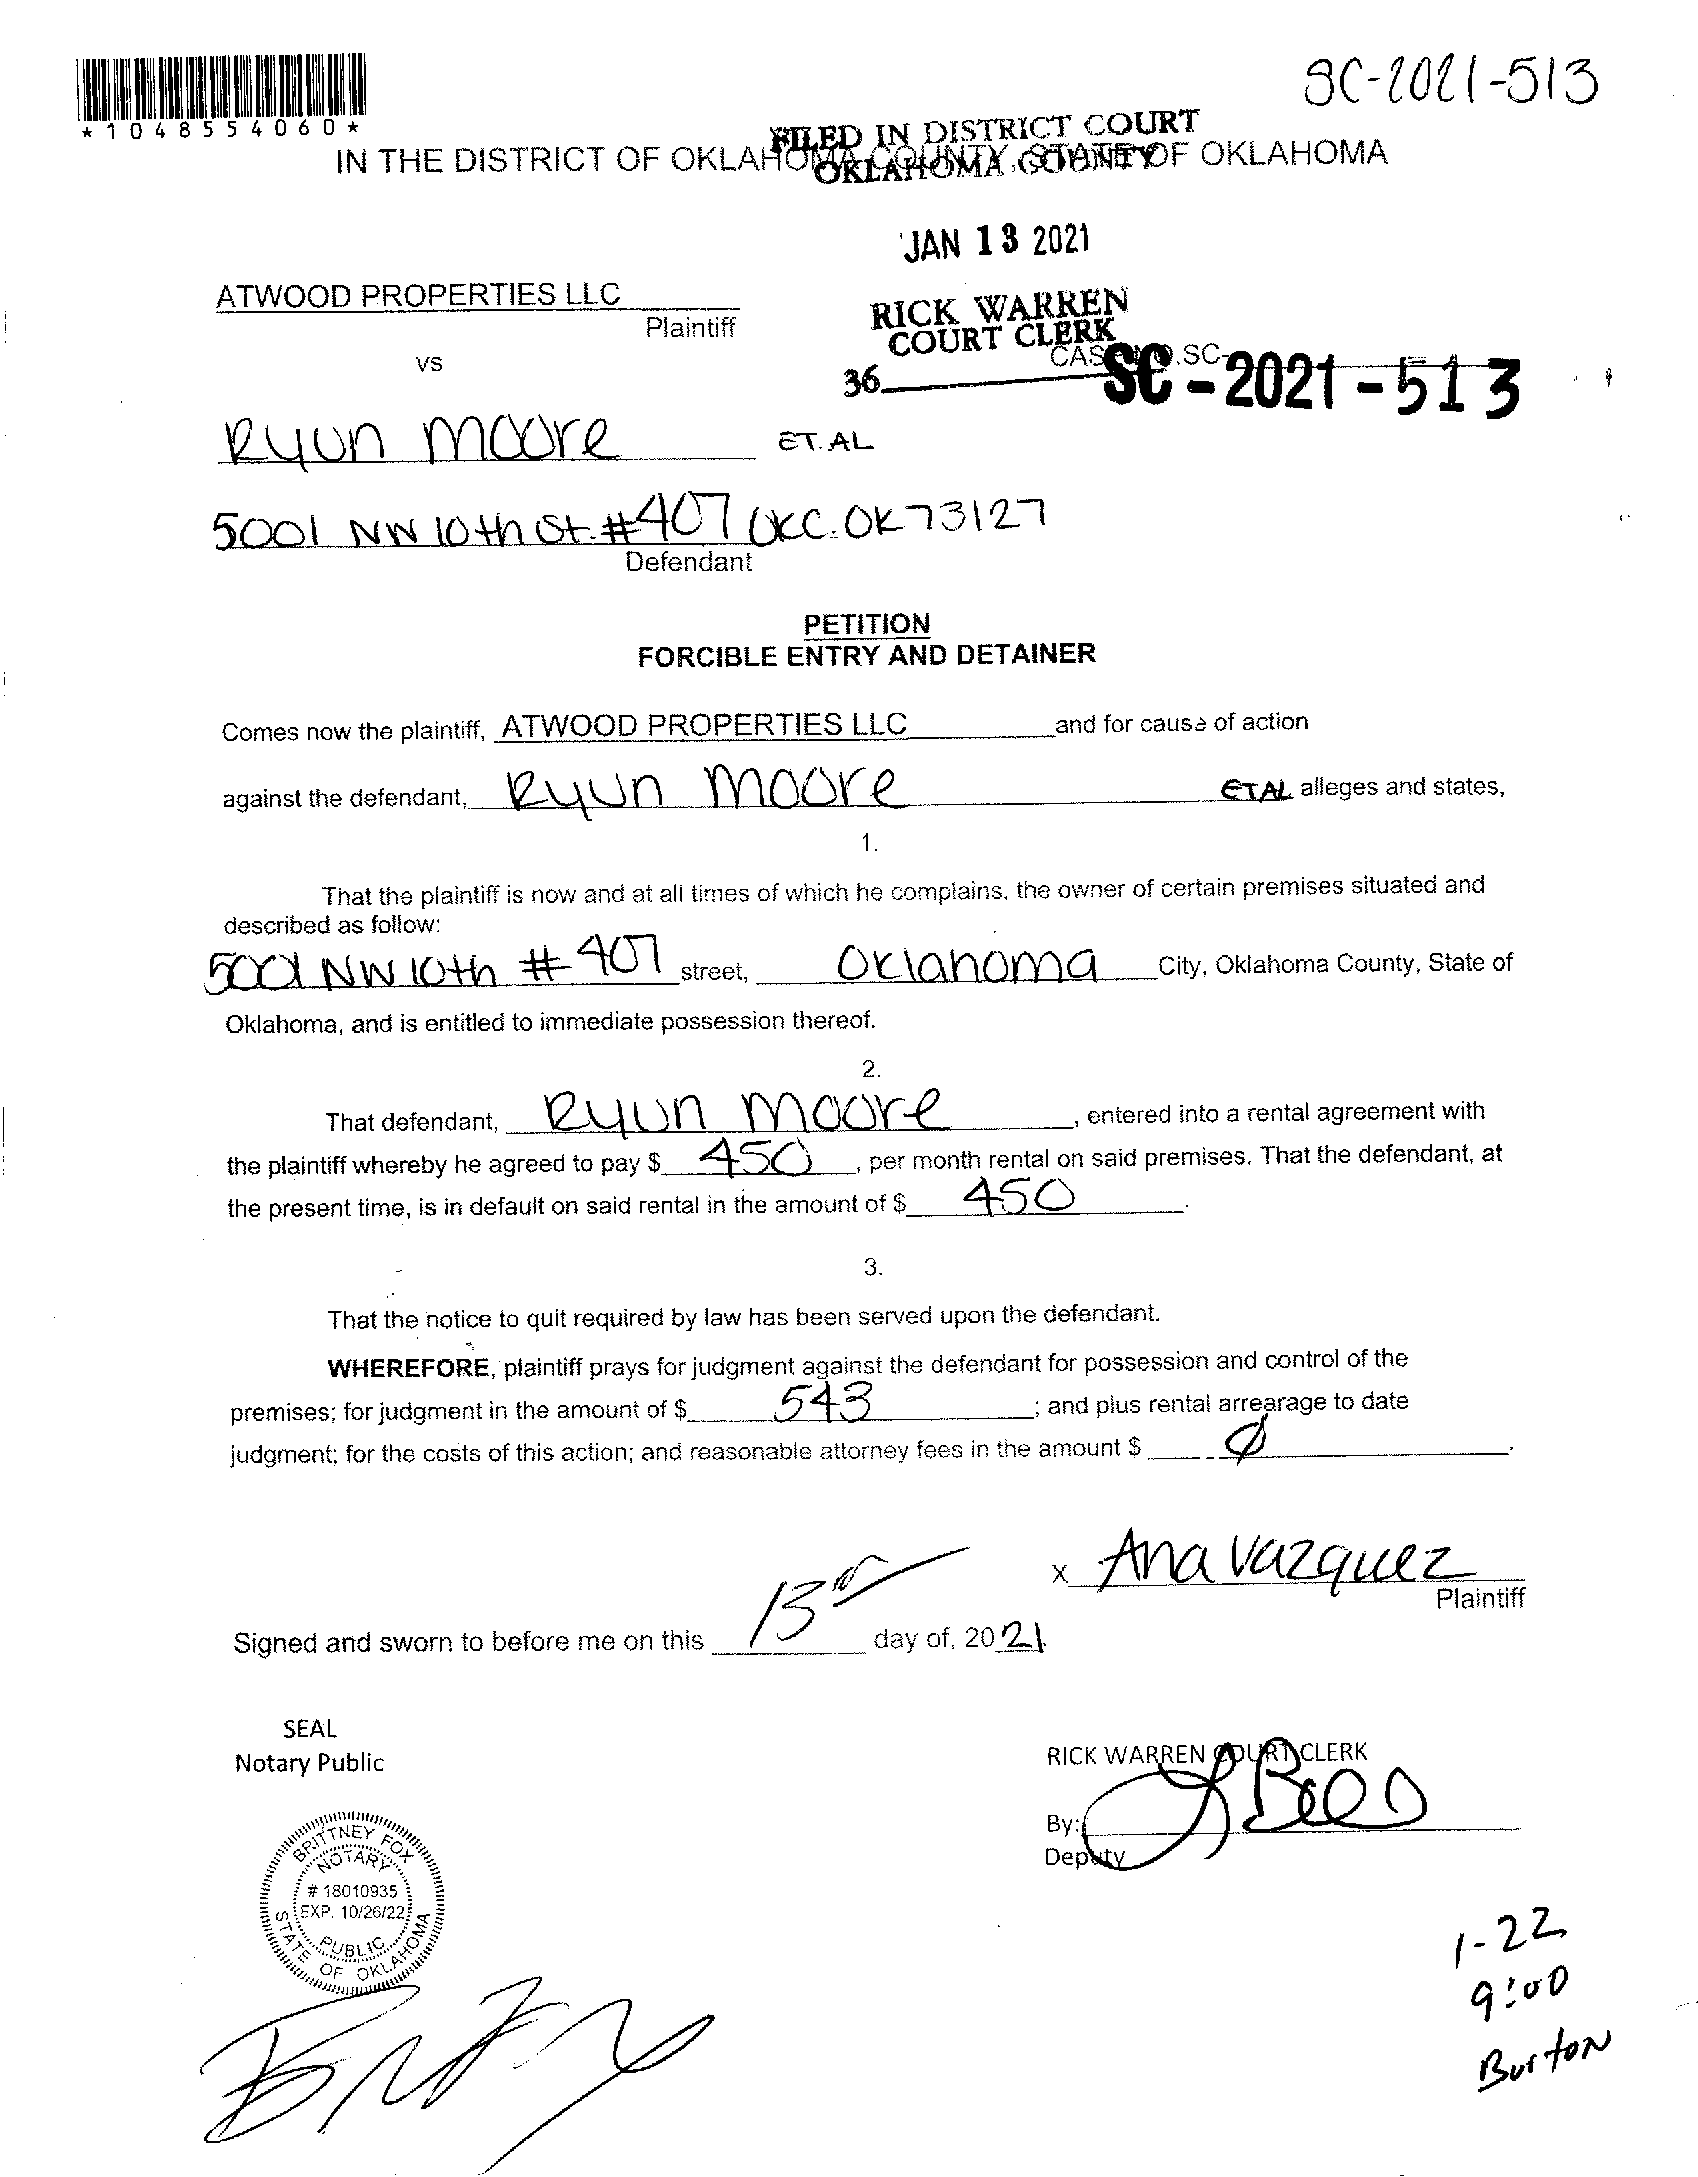 SC-2021-513
*1048554060*
FILED IN DISTRICT COURT
OKLAHOMA COUNTY
IN THE DISTRICT OF OKLAHOMA COUNTY, STATE OF OKLAHOMA
JAN 13 2021
ATWOOD PROPERTIES LLC
Plaintiff
RICK WARREN
COURT CLERK
vs
CASE NO. SC-
36
SC-2021-513
Ryun Moore ET. AL
5001 NW 10th St. #407 OKC. OK 73127
Defendant
PETITION
FORCIBLE ENTRY AND DETAINER
Comes now the plaintiff, ATWOOD PROPERTIES LLC and for cause of action
against the defendant, Ryun Moore ETAL alleges and states,
1.
That the plaintiff is now and at all times of which he complains, the owner of certain premises situated and
described as follow:
5001 NW 10th # 407 street, Oklahoma City, Oklahoma County, State of
Oklahoma, and is entitled to immediate possession thereof.
2.
That defendant, Ryun Moore, entered into a rental agreement with
the plaintiff whereby he agreed to pay $ 450, per month rental on said premises. That the defendant, at
the present time, is in default on said rental in the amount of $ 450.
3.
That the notice to quit required by law has been served upon the defendant.
WHEREFORE, plaintiff prays for judgment against the defendant for possession and control of the
premises; for judgment in the amount of $ 543; and plus rental arrearage to date
judgment; for the costs of this action; and reasonable attorney fees in the amount $ Ø.
x Ana Vazquez
Plaintiff
Signed and sworn to before me on this 13th day of, 2021.
SEAL
Notary Public
RICK WARREN COURT CLERK
By:
Deputy
BRITTNEY FOX
NOTARY
# 18010935
EXP. 10/26/22
PUBLIC
STATE OF OKLAHOMA
1-22
9:00
Burton